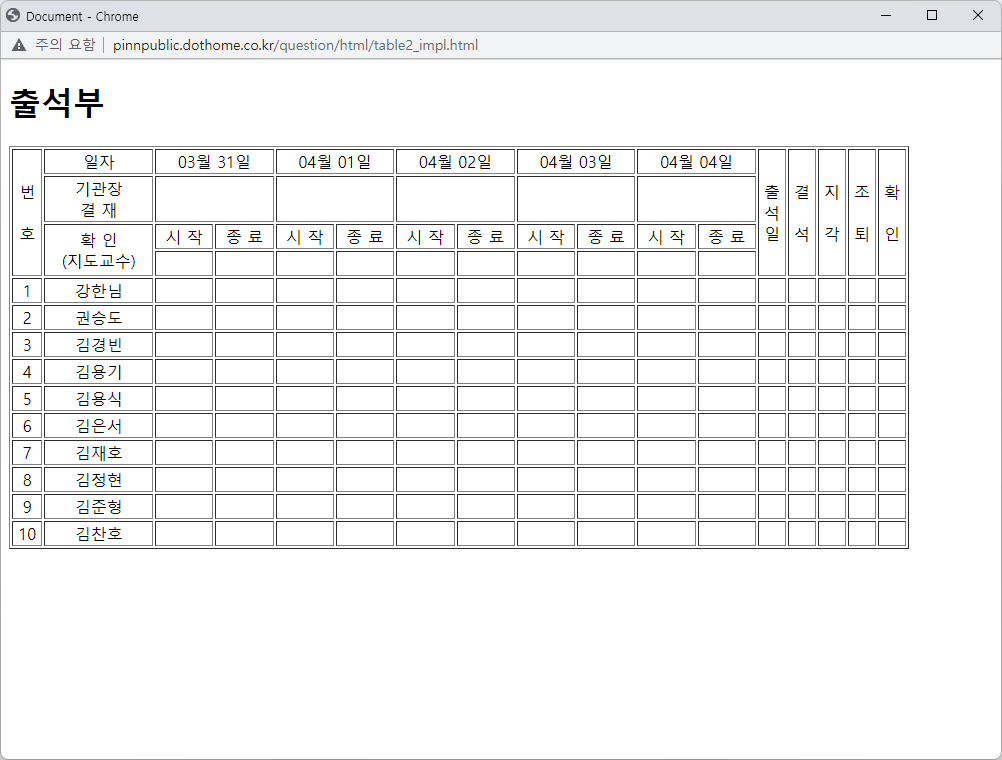 Document - Chrome
주의 요함 | pinnpublic.dothome.co.kr/question/html/table2_impl.html
출석부
번 호 일자 03월 31일 04월 01일 04월 02일 04월 03일 04월 04일 출석일 결 석 지 각 조 퇴 확 인
기관장
결 재
확 인
(지도교수)
시 작 종 료 시 작 종 료 시 작 종 료 시 작 종 료 시 작 종 료
1 강한님
2 권승도
3 김경빈
4 김용기
5 김용식
6 김은서
7 김재호
8 김정현
9 김준형
10 김찬호